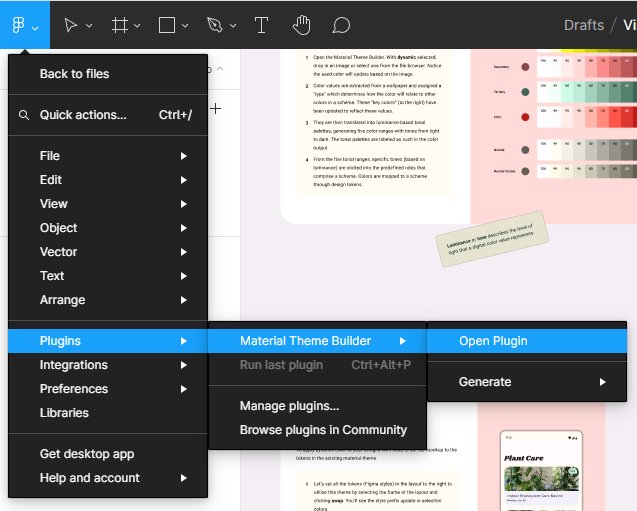 Drafts / Vi
Back to files
Quick actions... Ctrl+/
File
Edit
View
Object
Vector
Text
Arrange
Plugins
Integrations
Preferences
Libraries
Get desktop app
Help and account
Material Theme Builder
Run last plugin Ctrl+Alt+P
Manage plugins...
Browse plugins in Community
Open Plugin
Generate
1 Open the Material Theme Builder. With dynamic selected,
drop in an image or select one from the file browser. Notice
the seed color will update based on the image.
2 Color values are extracted from a wallpaper and assigned a
"type" which determines how the color will relate to other
colors in a scheme. These "key colors" (to the right) have
been updated to reflect these values.
3 They are then translated into luminance-based tonal
palettes, generating five color ranges with tones from light
to dark. The tonal palettes are labeled as such in the color
output.
4 From the five tonal ranges, specific tones (based on
luminance) are slotted into the predefined roles that
comprise a scheme. Colors are mapped to a scheme
through design tokens.
Secondary
Tertiary
Error
Neutral
Neutral Variant
Luminance or tone describes the level of
light that a digital color value represents.
tokens in the existing material-theme.
1 Let's set all the tokens (Figma styles) in the layout to the right to
utilize this theme by selecting the frame of the layout and
clicking swap. You'll see the style prefix update in selection
colors.
Plant Care
Indoor Houseplant Care Basics